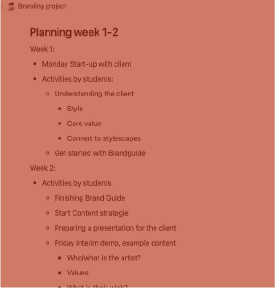 / Branding project
Planning week 1-2
Week 1:
Monday Start-up with client
Activities by students:
Understanding the client
Style
Core value
Convert to stylescapes
Get started with Brandguide
Week 2:
Activities by students
Finishing Brand Guide
Start Content strategie
Preparing a presentation for the client
Friday interim demo, example content
Who/what is the artist?
Values
What is their wish?